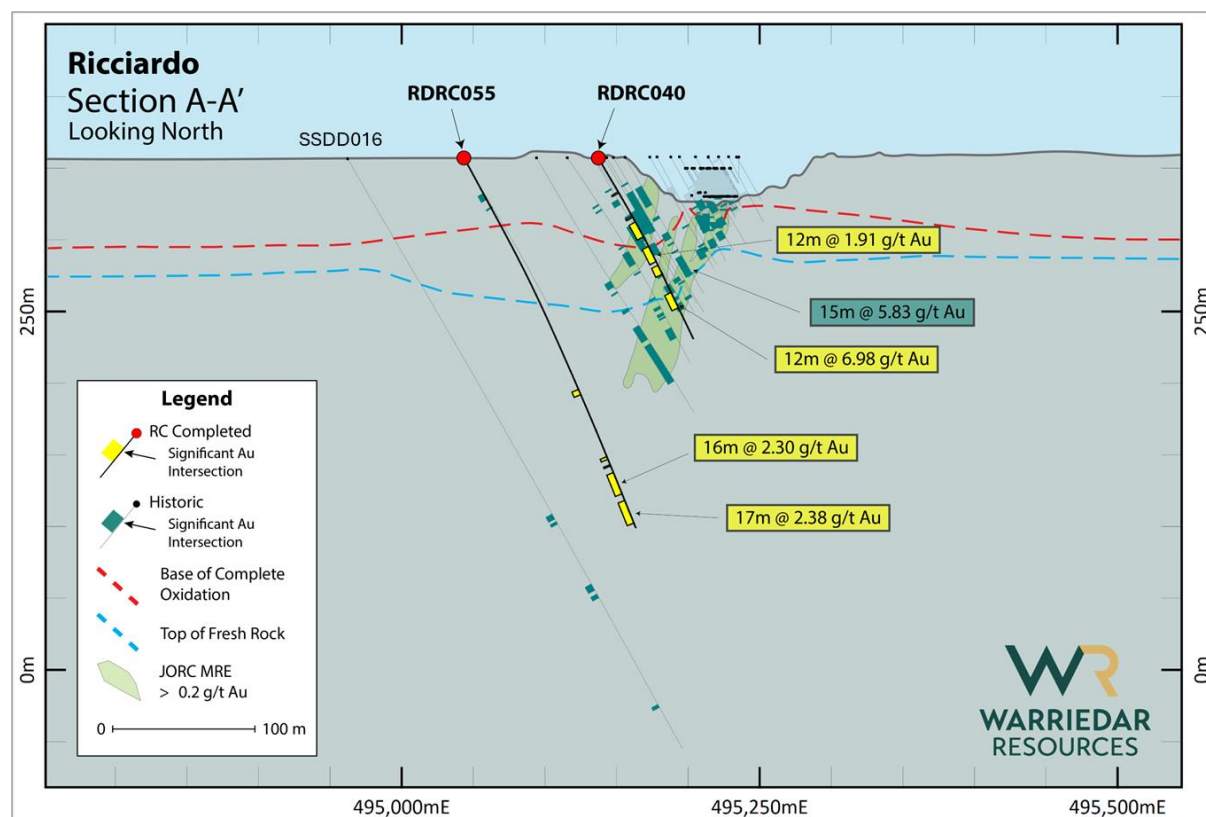 Ricciardo
Section A-A'
Looking North
SSDD016
RDRC055
RDRC040
12m @ 1.91 g/t Au
15m @ 5.83 g/t Au
12m @ 6.98 g/t Au
16m @ 2.30 g/t Au
17m @ 2.38 g/t Au
250m
250m
0m
0m
Legend
RC Completed
Significant Au
Intersection
Historic
Significant Au
Intersection
Base of Complete
Oxidation
Top of Fresh Rock
JORC MRE
> 0.2 g/t Au
0 100 m
WR
WARRIEDAR
RESOURCES
495,000mE
495,250mE
495,500mE